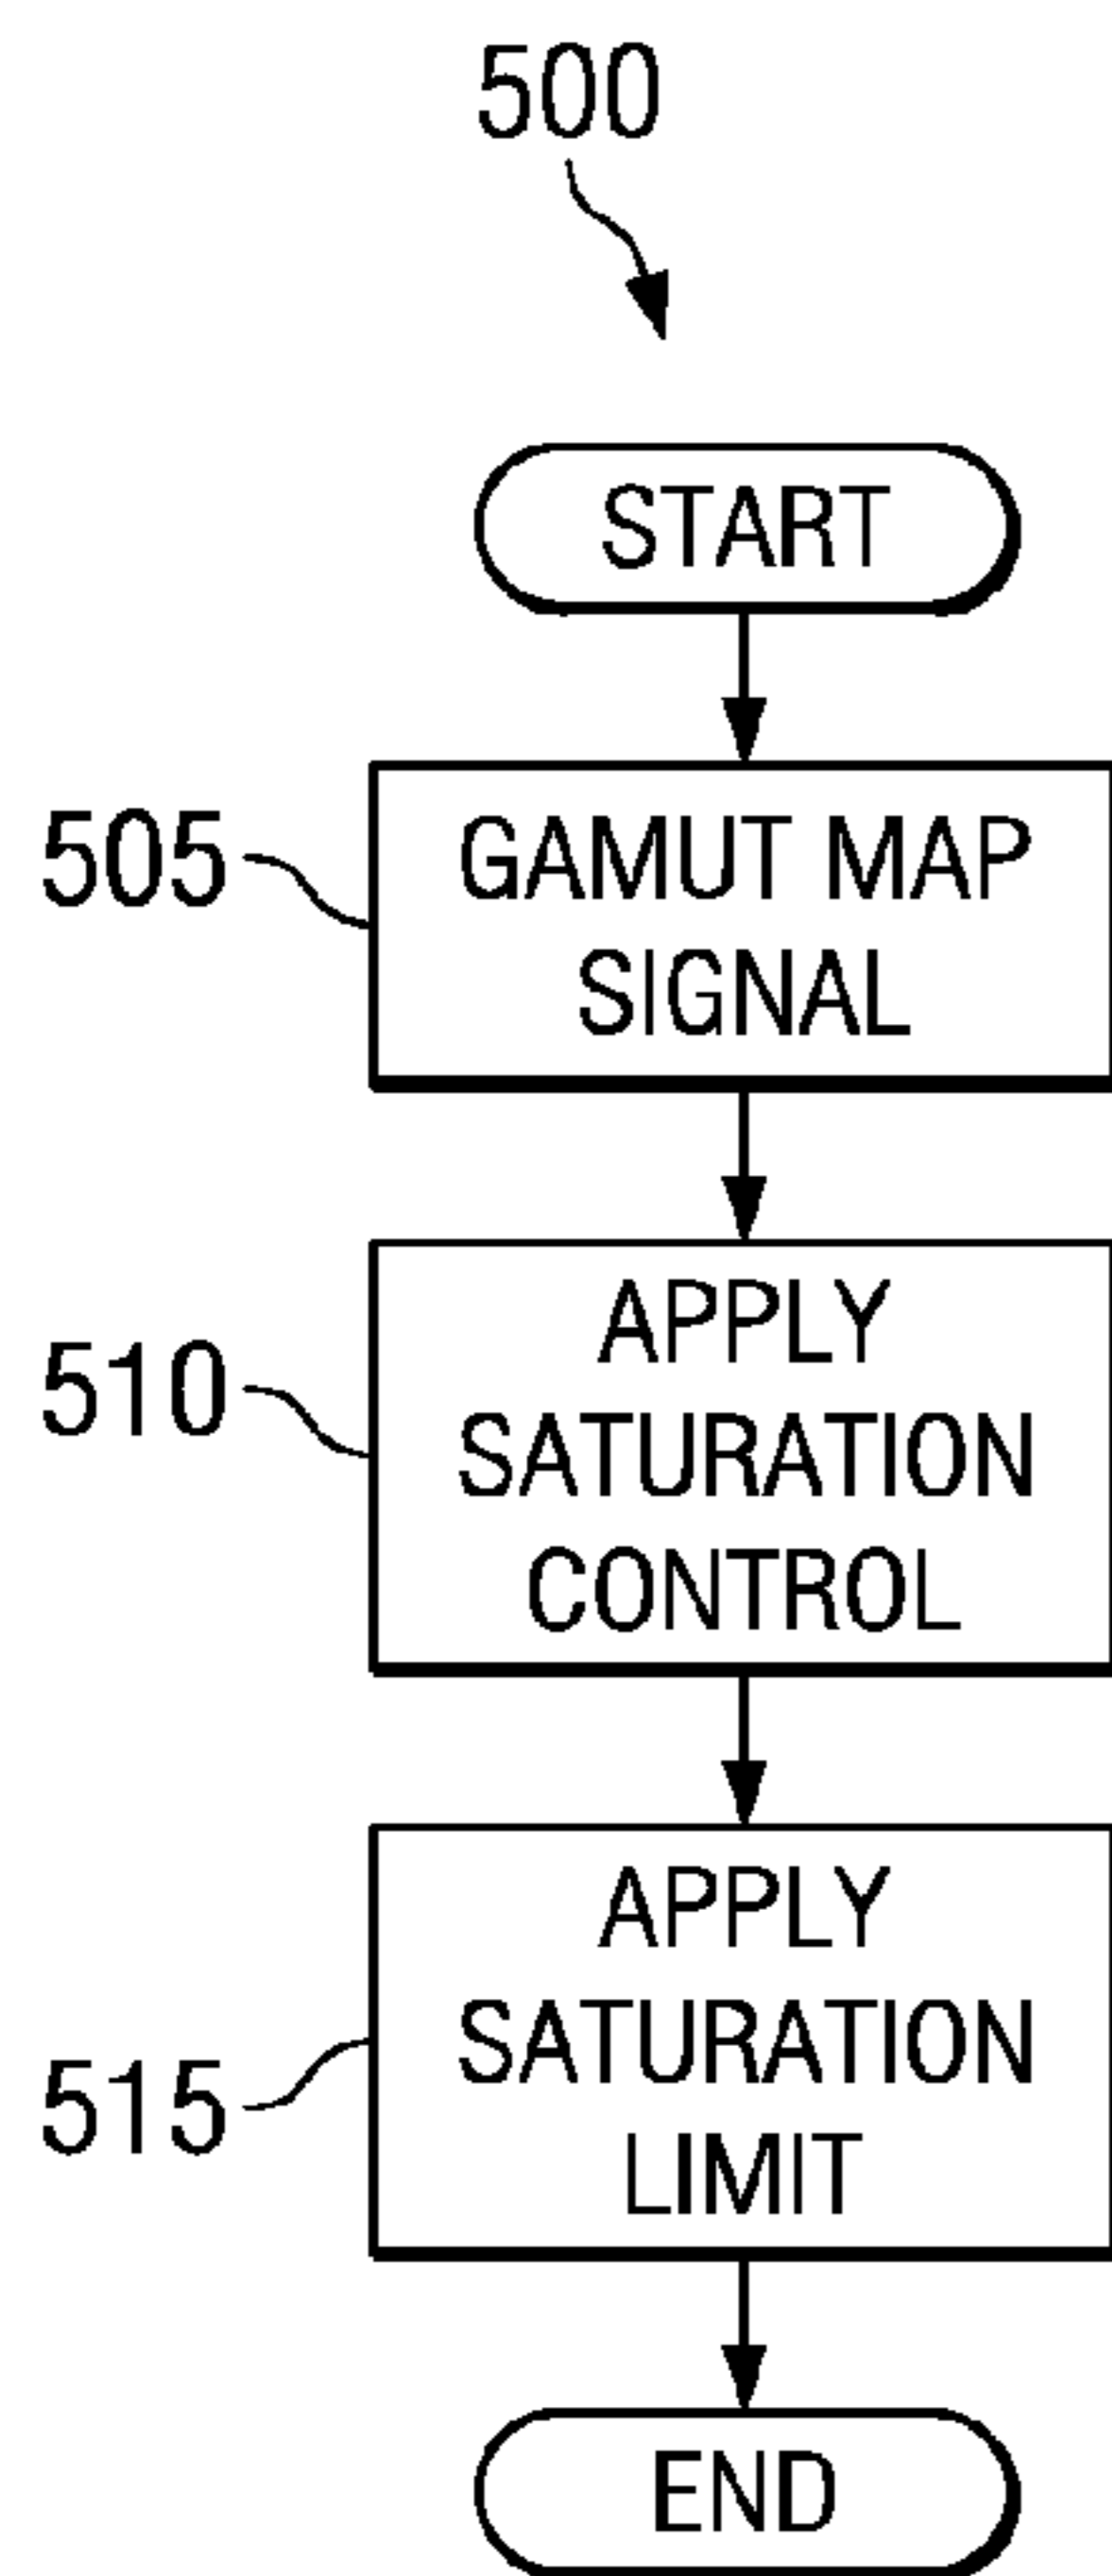 500
START
505
GAMUT MAP
SIGNAL
510
APPLY
SATURATION
CONTROL
515
APPLY
SATURATION
LIMIT
END